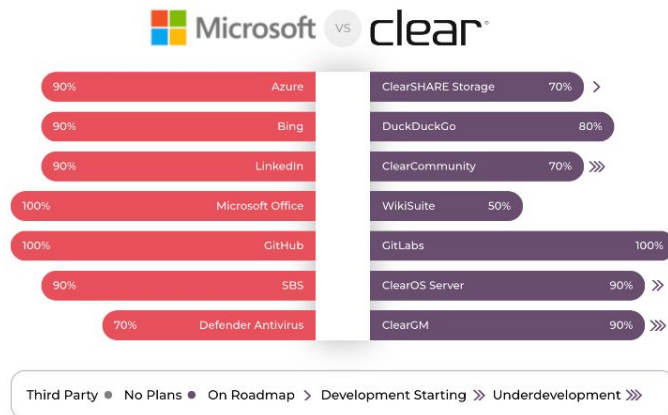 Microsoft VS clear
90% Azure ClearSHARE Storage 70%
90% Bing DuckDuckGo 80%
90% LinkedIn ClearCommunity 70%
100% Microsoft Office WikiSuite 50%
100% GitHub GitLabs 100%
90% SBS ClearOS Server 90%
70% Defender Antivirus ClearGM 90%
Third Party No Plans On Roadmap Development Starting Underdevelopment